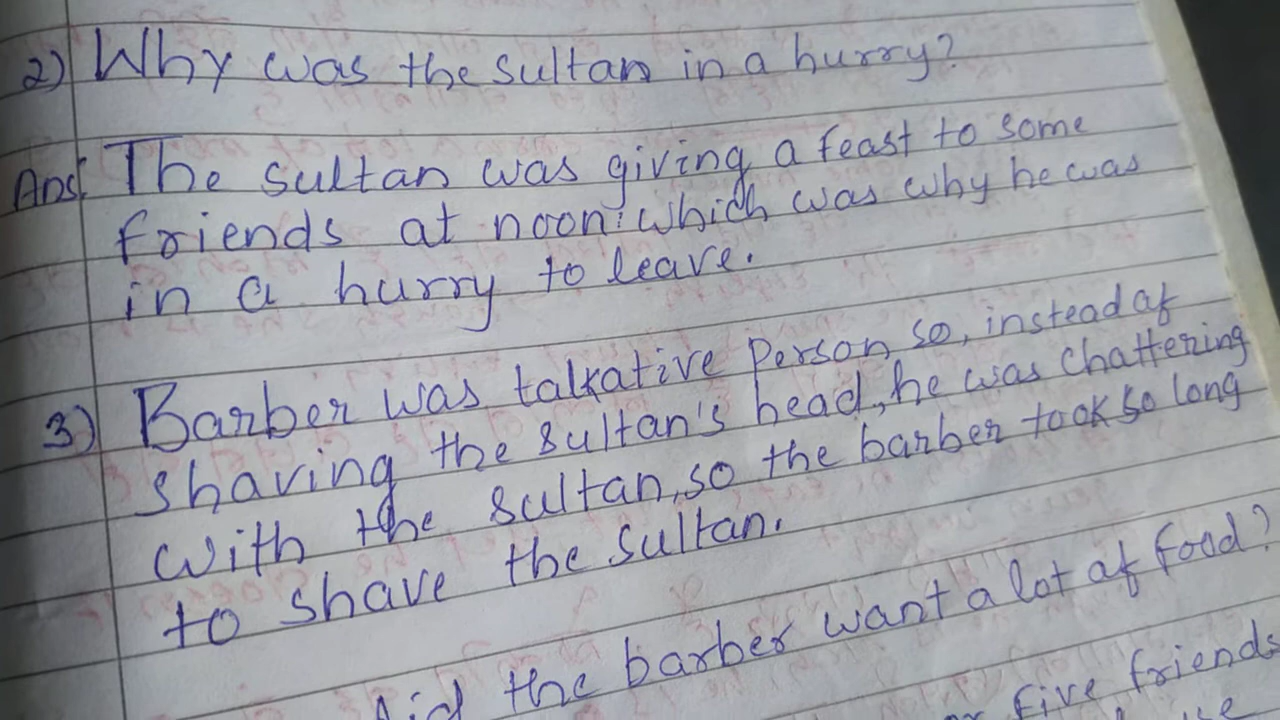 2) Why was the sultan in a hurry?
Ans. The sultan was giving a feast to some
friends at noon. which was why he was
in a hurry to leave.
3) Barber was talkative person so, instead of
shaving the sultan's head, he was chattering
with the sultan, so the barber took so long
to shave the sultan.
did the barber want a lot of food?
five friends